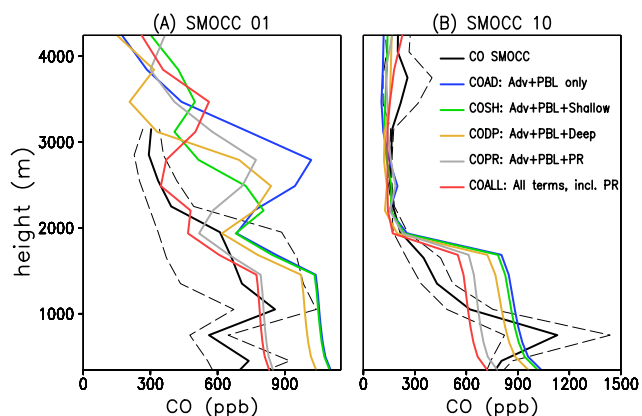 (A) SMOCC 01
(B) SMOCC 10
4000
3000
2000
1000
height (m)
0 300 600 900
CO (ppb)
CO SMOCC
COAD: Adv+PBL only
COSH: Adv+PBL+Shallow
CODP: Adv+PBL+Deep
COPR: Adv+PBL+PR
COALL: All terms, incl. PR
0 300 600 900 1200 1500
CO (ppb)